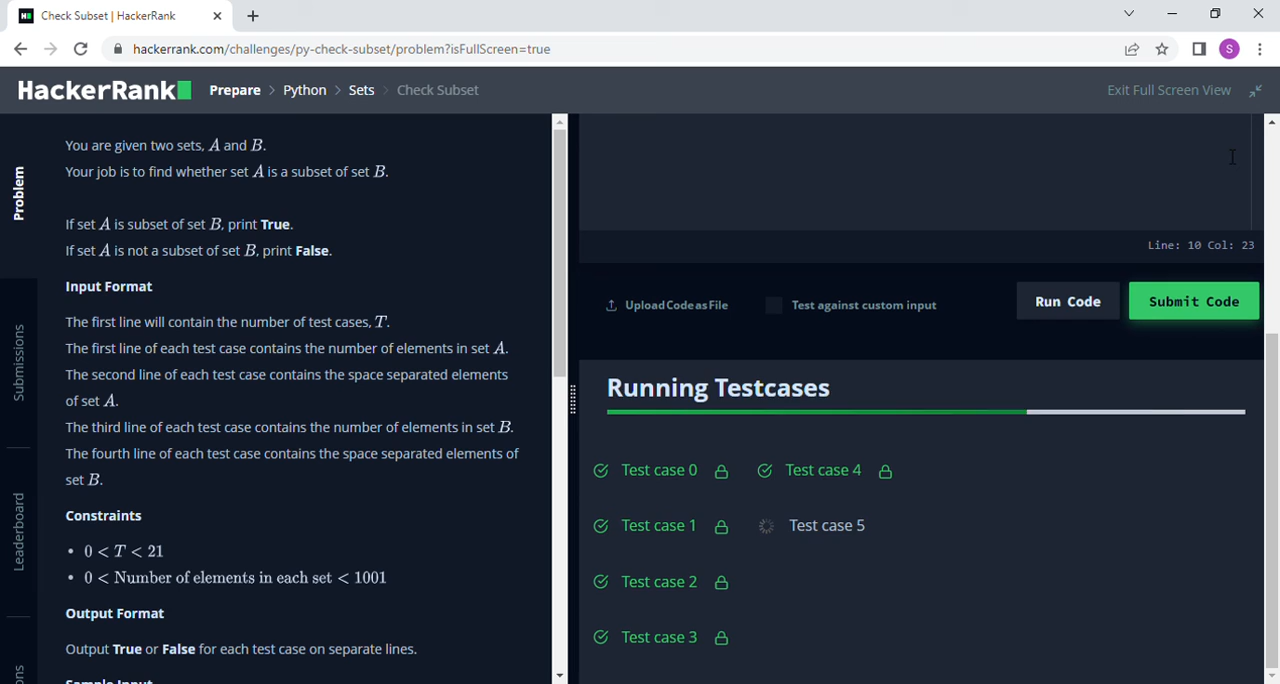 Check Subset | HackerRank
hackerrank.com/challenges/py-check-subset/problem?isFullScreen=true
S
HackerRank
Prepare > Python > Sets > Check Subset
Exit Full Screen View
Problem
Submissions
Leaderboard
You are given two sets, A and B.
Your job is to find whether set A is a subset of set B.
If set A is subset of set B, print True.
If set A is not a subset of set B, print False.
Input Format
The first line will contain the number of test cases, T.
The first line of each test case contains the number of elements in set A.
The second line of each test case contains the space separated elements
of set A.
The third line of each test case contains the number of elements in set B.
The fourth line of each test case contains the space separated elements of
set B.
Constraints
• 0 < T < 21
• 0 < Number of elements in each set < 1001
Output Format
Output True or False for each test case on separate lines.
Sample Input
Line: 10 Col: 23
Upload Code as File
Test against custom input
Run Code
Submit Code
Running Testcases
Test case 0
Test case 4
Test case 1
Test case 5
Test case 2
Test case 3